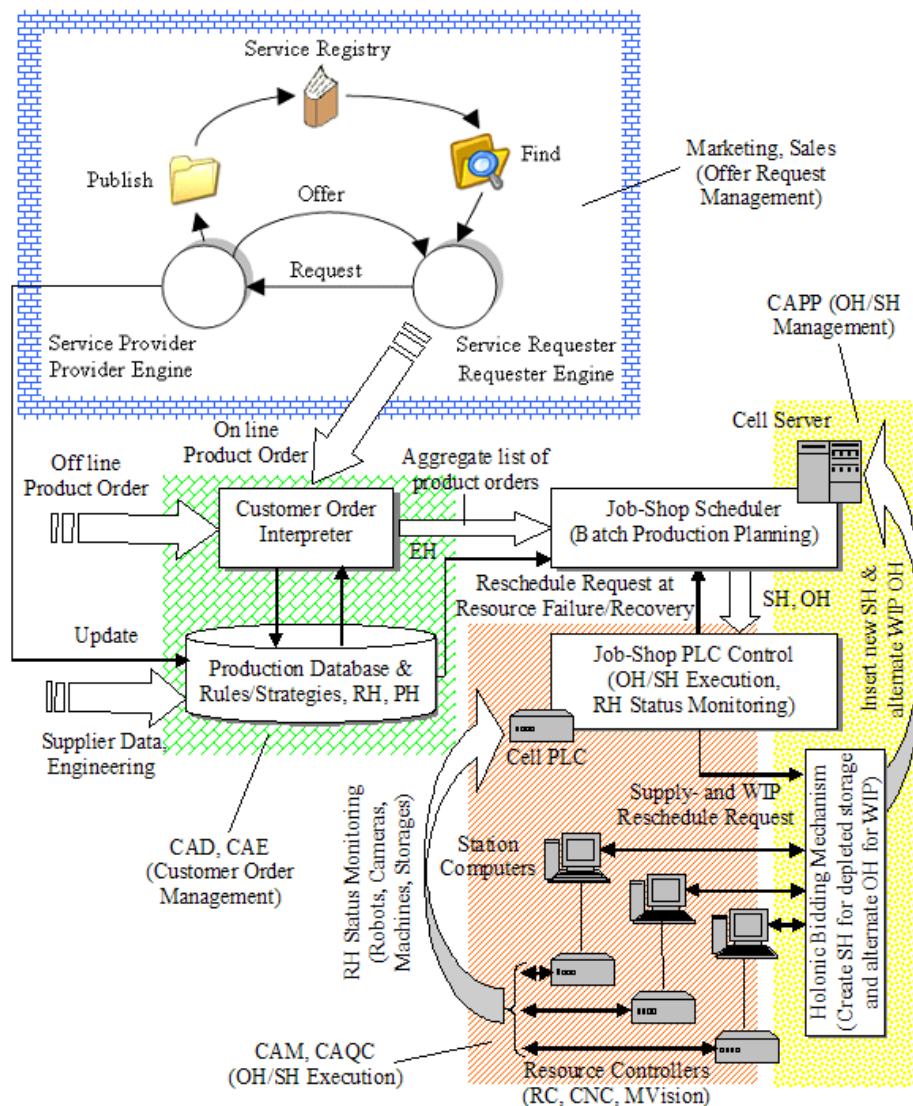 Service Registry
Publish
Find
Offer
Request
Service Provider
Provider Engine
Service Requester
Requester Engine
Marketing, Sales
(Offer Request
Management)
CAPP (OH/SH
Management)
Cell Server
On line
Product Order
Off line
Product Order
Aggregate list of
product orders
Customer Order
Interpreter
EH
Job-Shop Scheduler
(Batch Production Planning)
Reschedule Request at
Resource Failure/Recovery
SH, OH
Insert new SH &
alternate WIP OH
Update
Production Database &
Rules/Strategies, RH, PH
Job-Shop PLC Control
(OH/SH Execution,
RH Status Monitoring)
Supplier Data,
Engineering
Cell PLC
Supply- and WIP
Reschedule Request
CAD, CAE
(Customer Order
Management)
RH Status Monitoring
(Robots, Cameras,
Machines, Storages)
Station
Computers
Holonic Bidding Mechanism
(Create SH for depleted storage
and alternate OH for WIP)
CAM, CAQC
(OH/SH Execution)
Resource Controllers
(RC, CNC, MVision)